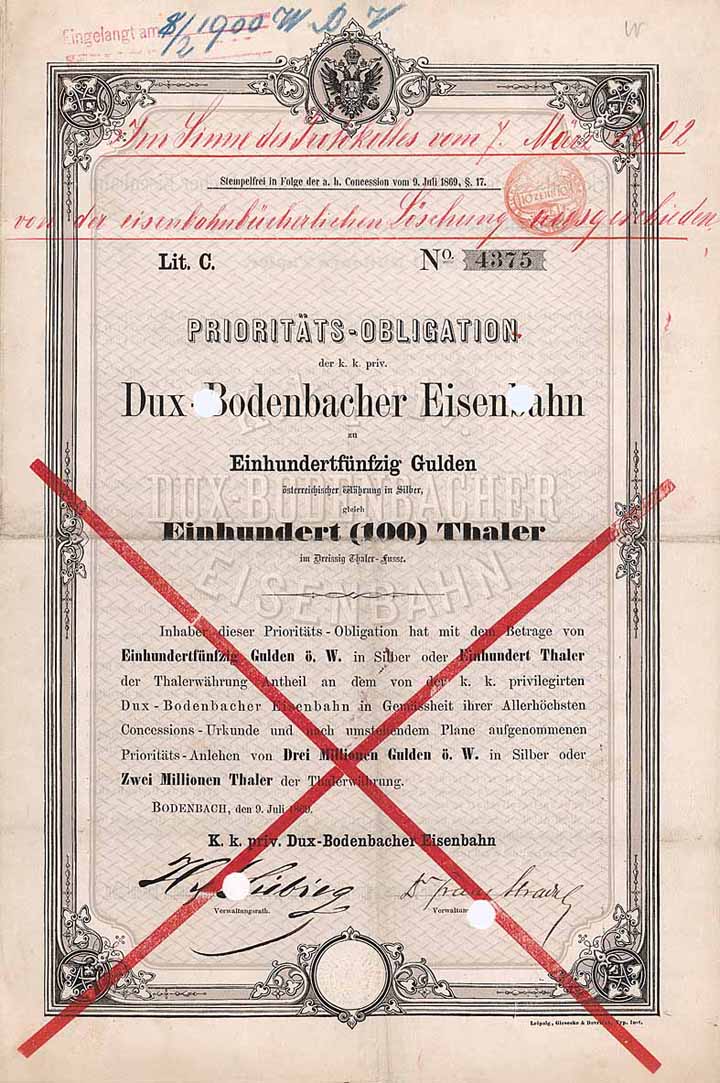 Eingelangt am 8/2 1900 W D V
W
Im Sinne des vom 7. März 1902
Stempelfrei in Folge der a. h. Concession vom 9. Juli 1869, §. 17.
von der eisenbahnbücherlichen Löschung ausgeschieden
Lit. C. No. 4375
PRIORITÄTS-OBLIGATION
der k. k. priv.
Dux-Bodenbacher Eisenbahn
zu
Einhundertfünfzig Gulden
österreichischer Währung in Silber,
gleich
DUX-BODENBACHER
Einhundert (100) Thaler
im Dreissig Thaler-Fusse.
EISENBAHN
Inhaber dieser Prioritäts-Obligation hat mit dem Betrage von
Einhundertfünfzig Gulden ö. W. in Silber oder Einhundert Thaler
der Thalerwährung Antheil an dem von der k. k. privilegirten
Dux-Bodenbacher Eisenbahn in Gemässheit ihrer Allerhöchsten
Concessions-Urkunde und nach umstehendem Plane aufgenommenen
Prioritäts-Anlehen von Drei Millionen Gulden ö. W. in Silber oder
Zwei Millionen Thaler der Thalerwährung.
BODENBACH, den 9. Juli 1869.
K. k. priv. Dux-Bodenbacher Eisenbahn
Verwaltungsrath.
Verwaltung
Leipzig, Giesecke & Devrient, Typ. Inst.